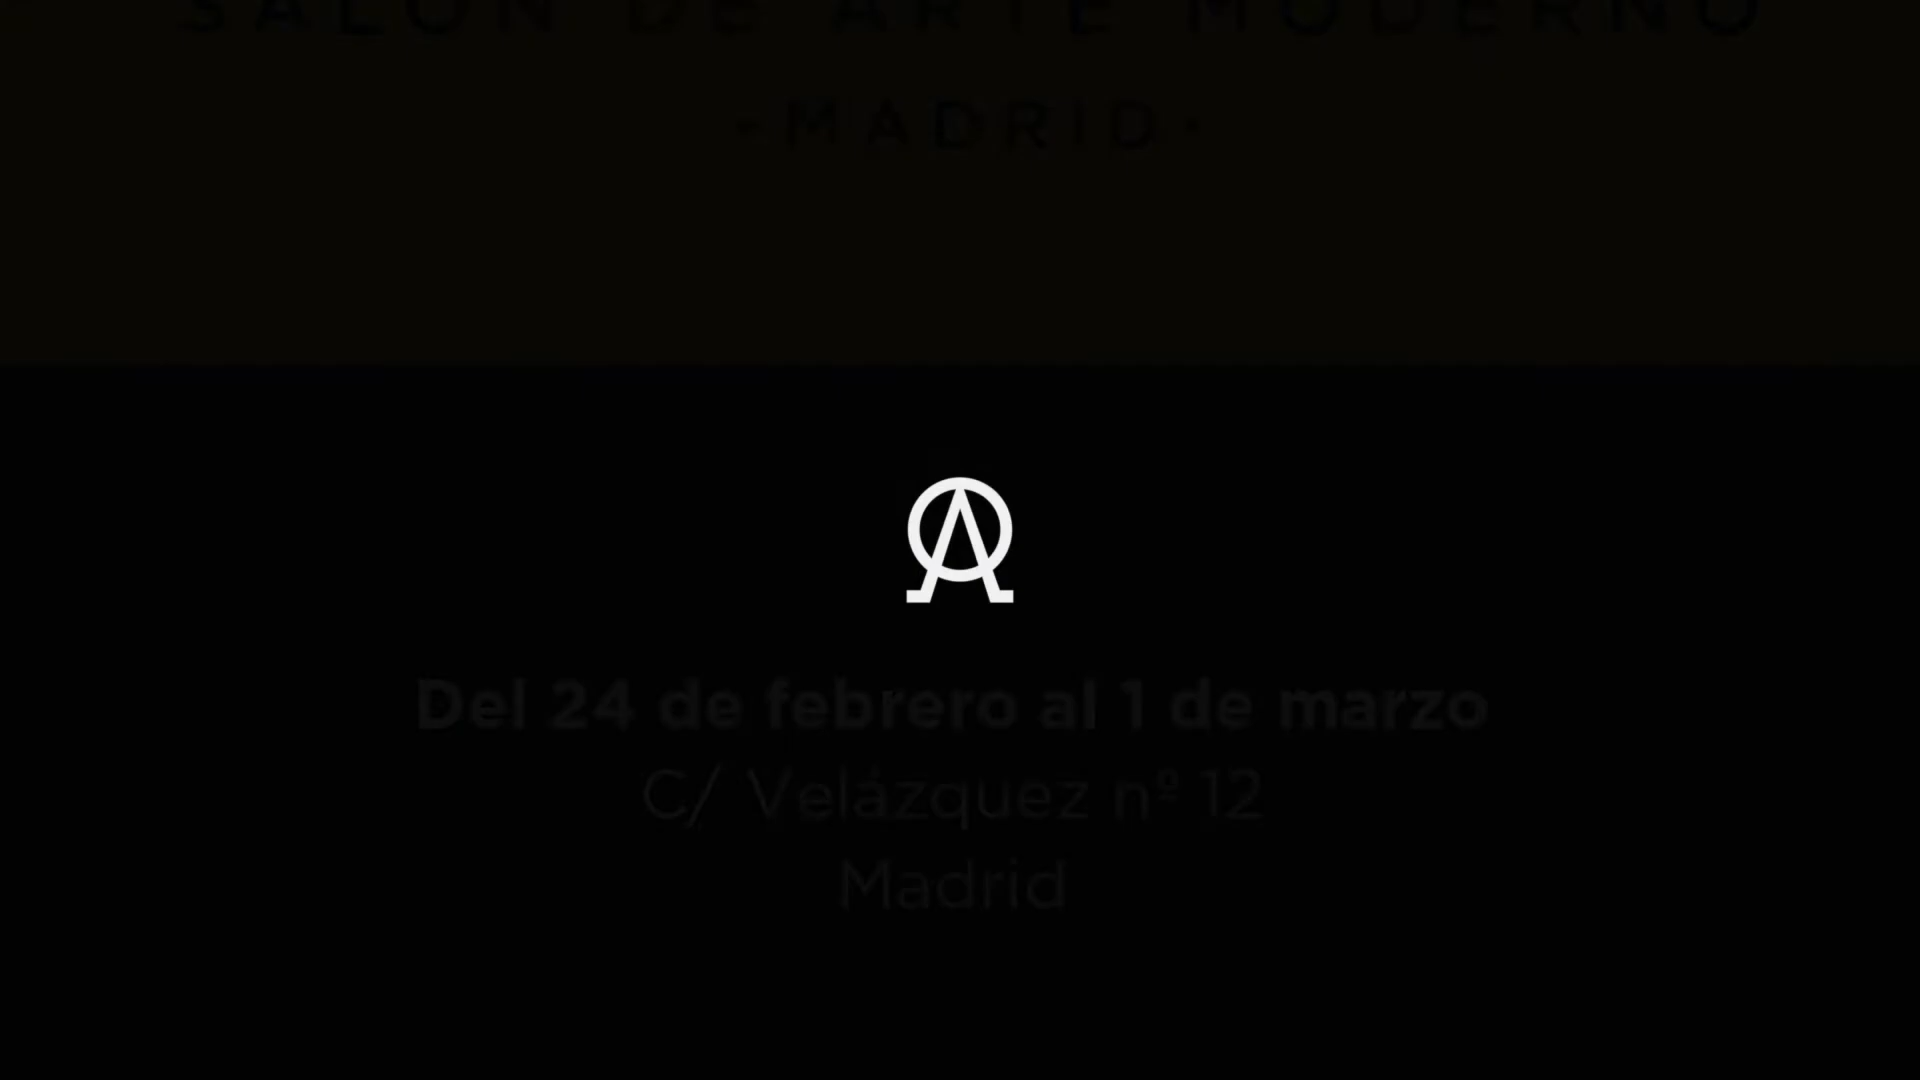 SALÓN DE ARTE MODERNO
· MADRID ·
Del 24 de febrero al 1 de marzo
C/ Velázquez nº 12
Madrid